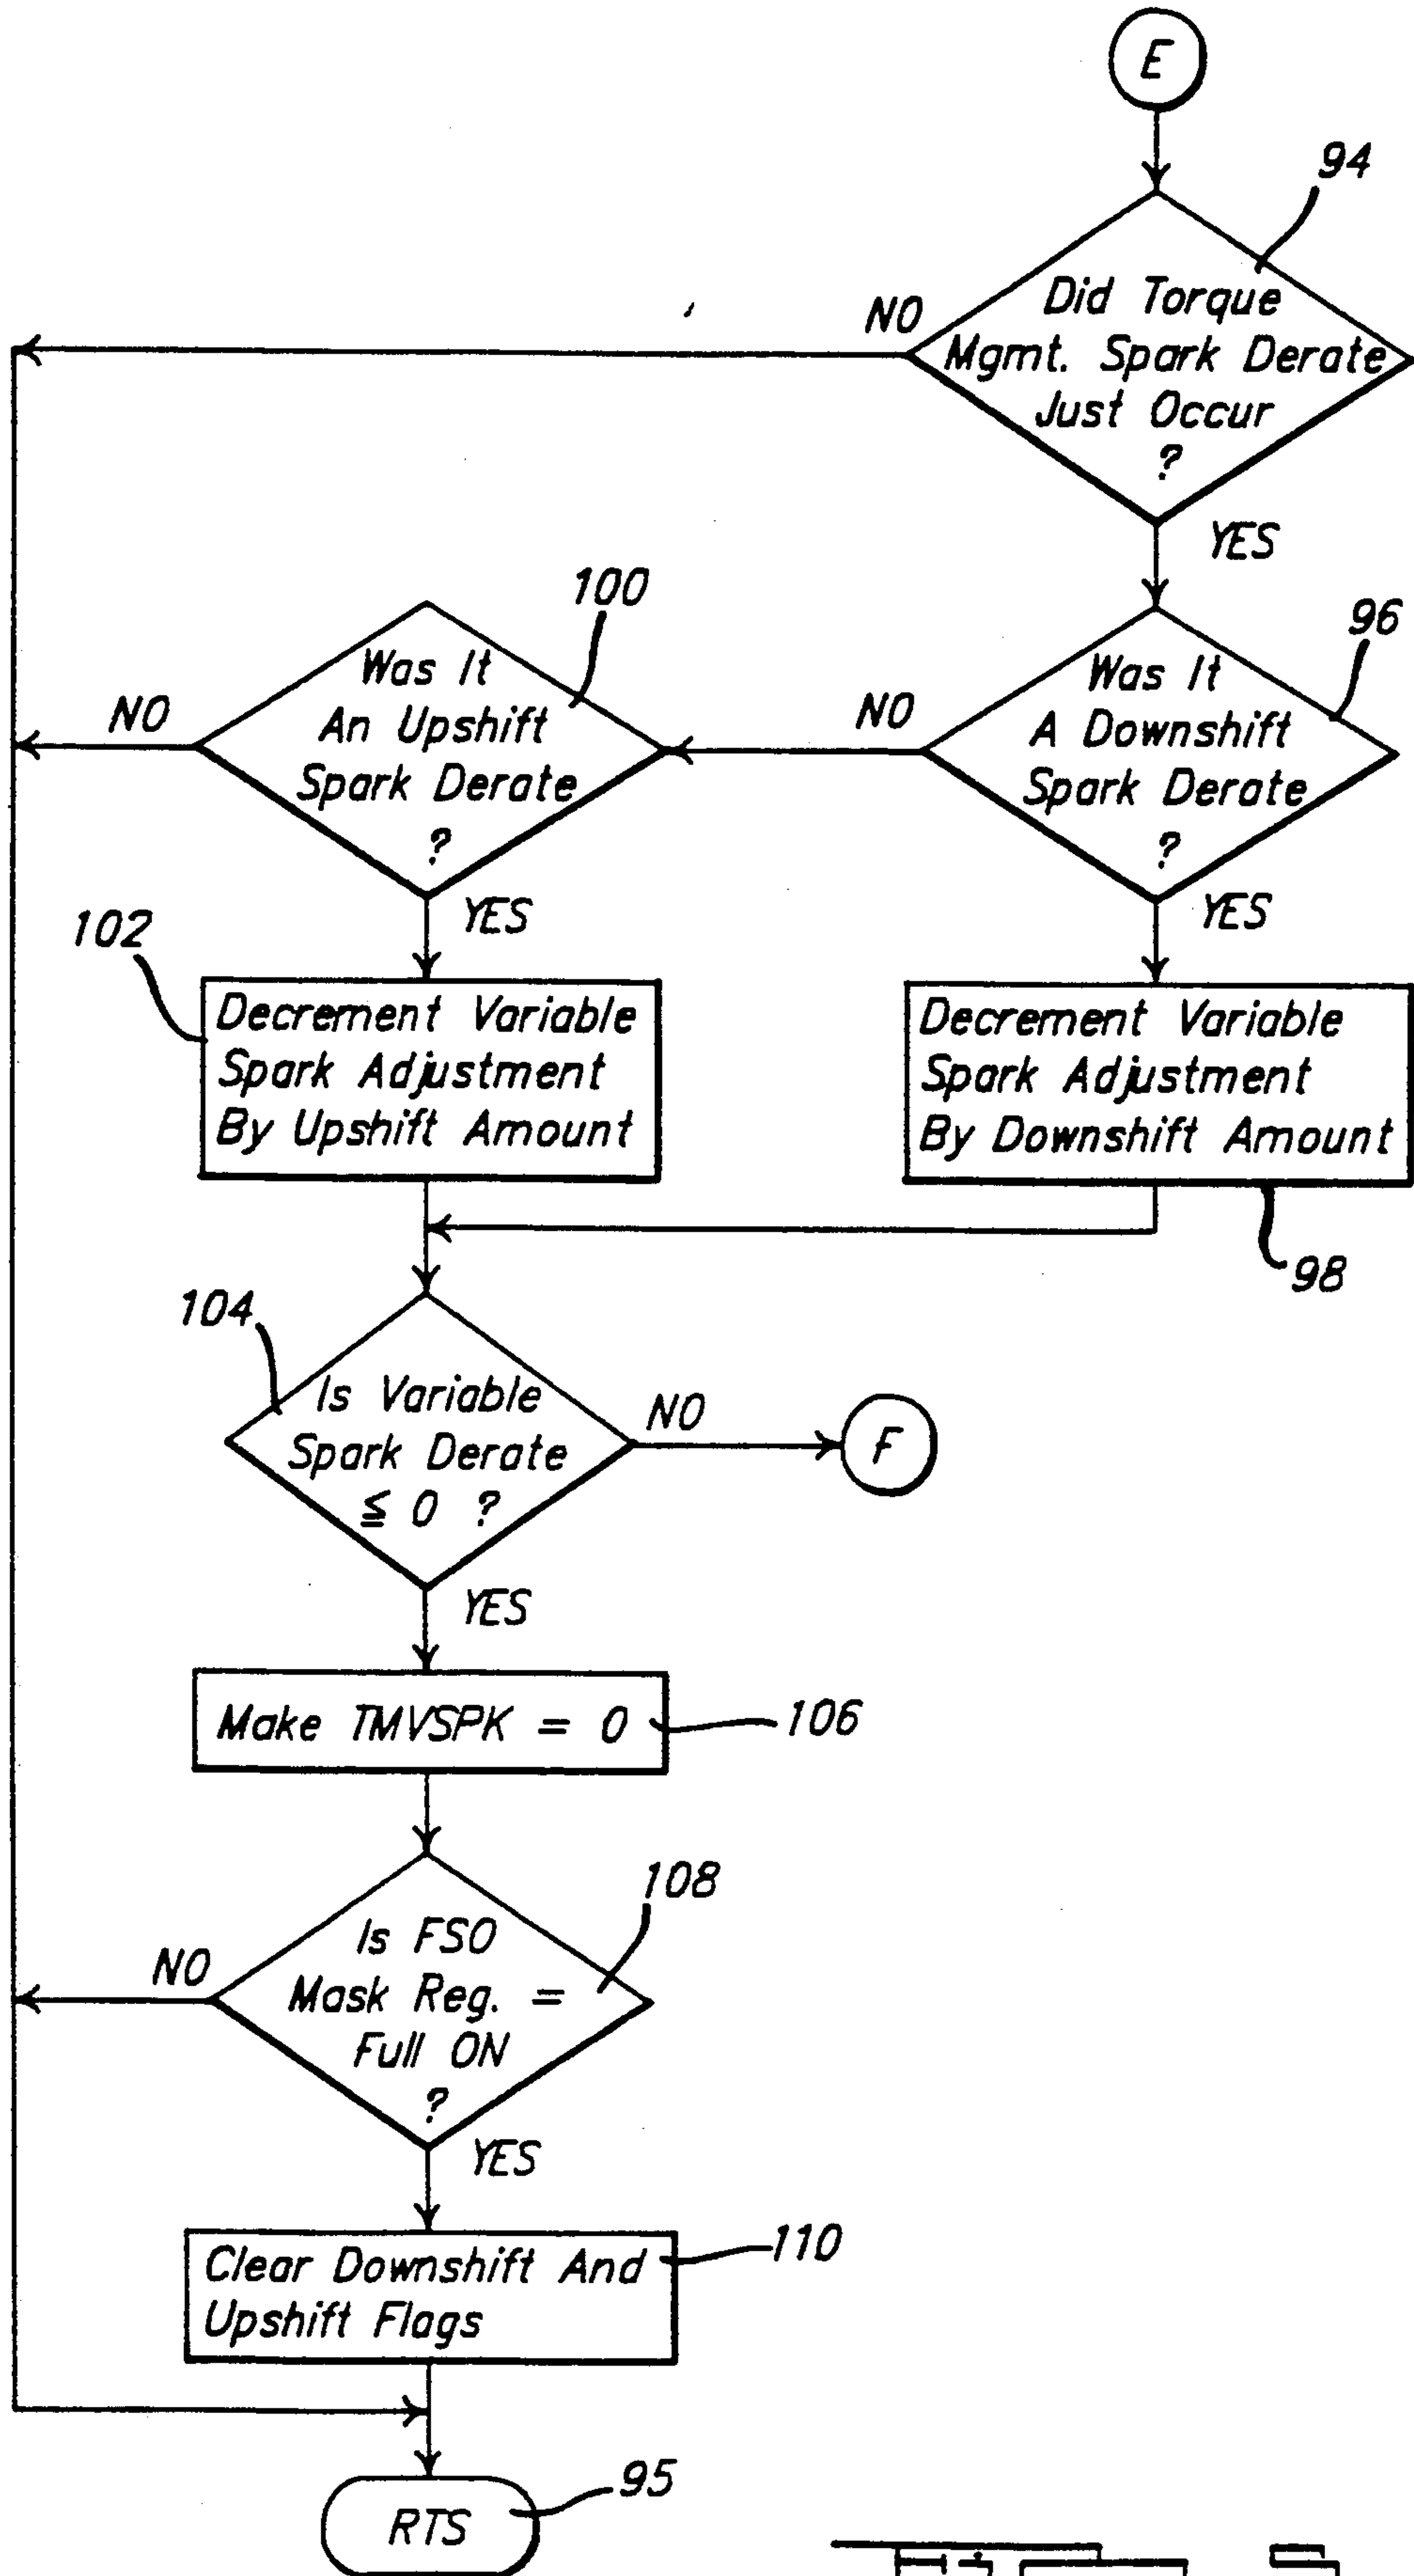 E
94
Did Torque
Mgmt. Spark Derate
Just Occur
?
NO
YES
96
Was It
A Downshift
Spark Derate
?
NO
YES
100
Was It
An Upshift
Spark Derate
?
NO
YES
102
Decrement Variable
Spark Adjustment
By Upshift Amount
Decrement Variable
Spark Adjustment
By Downshift Amount
98
104
Is Variable
Spark Derate
≦ 0 ?
NO
F
YES
Make TMVSPK = 0
106
108
Is FSO
Mask Reg. =
Full ON
?
NO
YES
Clear Downshift And
Upshift Flags
110
RTS
95